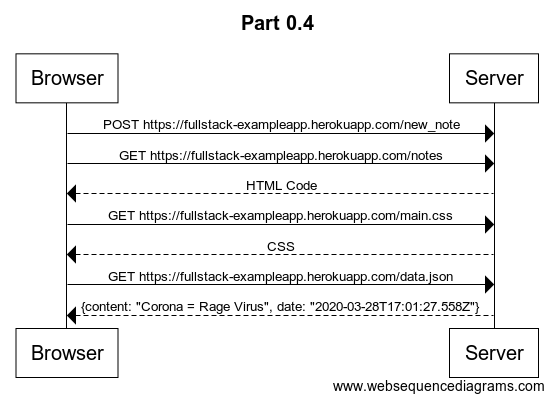 Part 0.4
Browser
Server
POST https://fullstack-exampleapp.herokuapp.com/new_note
GET https://fullstack-exampleapp.herokuapp.com/notes
HTML Code
GET https://fullstack-exampleapp.herokuapp.com/main.css
CSS
GET https://fullstack-exampleapp.herokuapp.com/data.json
{content: "Corona = Rage Virus", date: "2020-03-28T17:01:27.558Z"}
Browser
Server
www.websequencediagrams.com